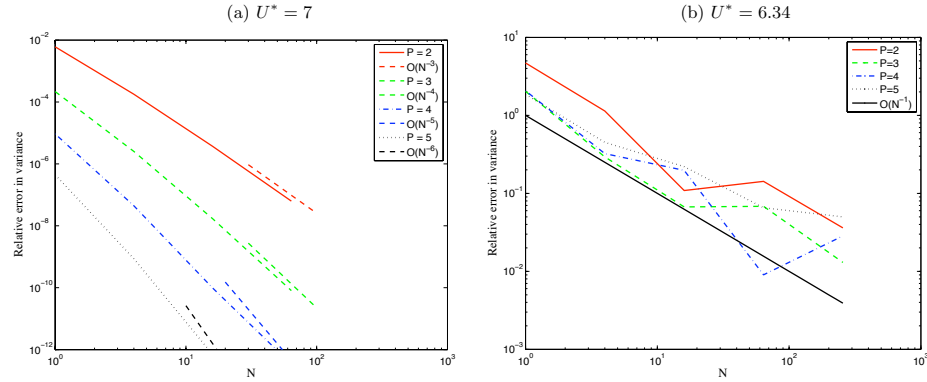 (a) U* = 7
Relative error in variance
10^-2
10^-4
10^-6
10^-8
10^-10
10^-12
10^0
10^1
10^2
10^3
N
P = 2
O(N^-3)
P = 3
O(N^-4)
P = 4
O(N^-5)
P = 5
O(N^-6)
(b) U* = 6.34
Relative error in variance
10^1
10^0
10^-1
10^-2
10^-3
10^0
10^1
10^2
10^3
N
P=2
P=3
P=4
P=5
O(N^-1)